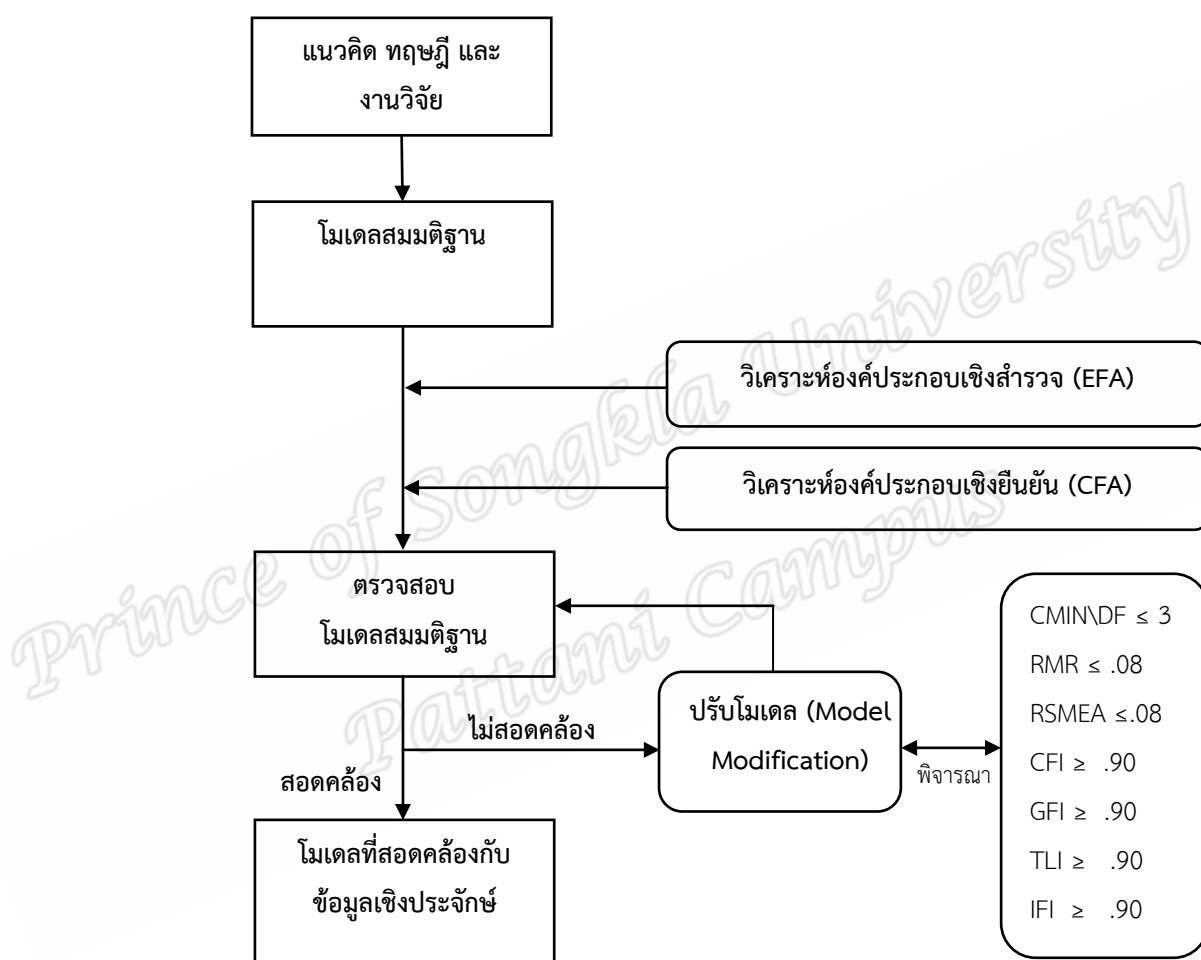 แนวคิด ทฤษฎี และ
งานวิจัย
โมเดลสมมติฐาน
วิเคราะห์องค์ประกอบเชิงสำรวจ (EFA)
วิเคราะห์องค์ประกอบเชิงยืนยัน (CFA)
ตรวจสอบ
โมเดลสมมติฐาน
ไม่สอดคล้อง
สอดคล้อง
ปรับโมเดล (Model
Modification)
พิจารณา
CMIN\DF ≤ 3
RMR ≤ .08
RSMEA ≤.08
CFI ≥ .90
GFI ≥ .90
TLI ≥ .90
IFI ≥ .90
โมเดลที่สอดคล้องกับ
ข้อมูลเชิงประจักษ์
Prince of Songkla University
Pattani Campus